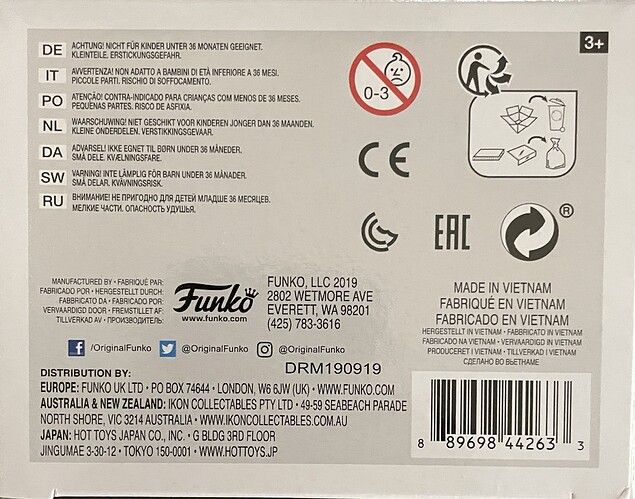 3+
DE ACHTUNG! NICHT FÜR KINDER UNTER 36 MONATEN GEEIGNET.
KLEINTEILE. ERSTICKUNGSGEFAHR.
IT AVVERTENZA! NON ADATTO A BAMBINI DI ETÀ INFERIORE A 36 MESI.
PICCOLE PARTI. RISCHIO DI SOFFOCAMENTO.
PO ATENÇÃO! CONTRA-INDICADO PARA CRIANÇAS COM MENOS DE 36 MESES.
PEQUENAS PARTES. RISCO DE ASFIXIA.
NL WAARSCHUWING! NIET GESCHIKT VOOR KINDEREN JONGER DAN 36 MAANDEN.
KLEINE ONDERDELEN. VERSTIKKINGSGEVAAR.
DA ADVARSEL! IKKE EGNET TIL BØRN UNDER 36 MÅNEDER.
SMÅ DELE. KVÆLNINGSFARE.
SW VARNING! INTE LÄMPLIG FÖR BARN UNDER 36 MÅNADER.
SMÅ DELAR. KVÄVNINGSRISK.
RU ВНИМАНИЕ! НЕ ПРИГОДНО ДЛЯ ДЕТЕЙ МЛАДШЕ 36 МЕСЯЦЕВ.
МЕЛКИЕ ЧАСТИ. ОПАСНОСТЬ УДУШЬЯ.
0-3
CE
EAC
®
MANUFACTURED BY • FABRIQUÉ PAR:
FABRICADO POR • HERGESTELLT DURCH:
FABBRICATO DA • FABRICADO POR:
VERVAARDIGD DOOR • FREMSTILLET AF:
TILLVERKAD AV • ПРОИЗВОДИТЕЛЬ:
Funko
www.funko.com
FUNKO, LLC 2019
2802 WETMORE AVE
EVERETT, WA 98201
(425) 783-3616
MADE IN VIETNAM
FABRIQUÉ EN VIETNAM
FABRICADO EN VIETNAM
HERGESTELLT IN VIETNAM • FABBRICATO IN VIETNAM
FABRICADO NA VIETNAM • VERVAARDIGD IN VIETNAM
PRODUCERET I VIETNAM • TILLVERKAD I VIETNAM
СДЕЛАНО ВО ВЬЕТНАМЕ
/OriginalFunko @OriginalFunko @OriginalFunko
DRM190919
DISTRIBUTION BY:
EUROPE: FUNKO UK LTD • PO BOX 74644 • LONDON, W6 6JW (UK) • WWW.FUNKO.COM
AUSTRALIA & NEW ZEALAND: IKON COLLECTABLES PTY LTD • 49-59 SEABEACH PARADE
NORTH SHORE, VIC 3214 AUSTRALIA • WWW.IKONCOLLECTABLES.COM.AU
JAPAN: HOT TOYS JAPAN CO., INC. • G BLDG 3RD FLOOR
JINGUMAE 3-30-12 • TOKYO 150-0001 • WWW.HOTTOYS.JP
8 89698 44263 3